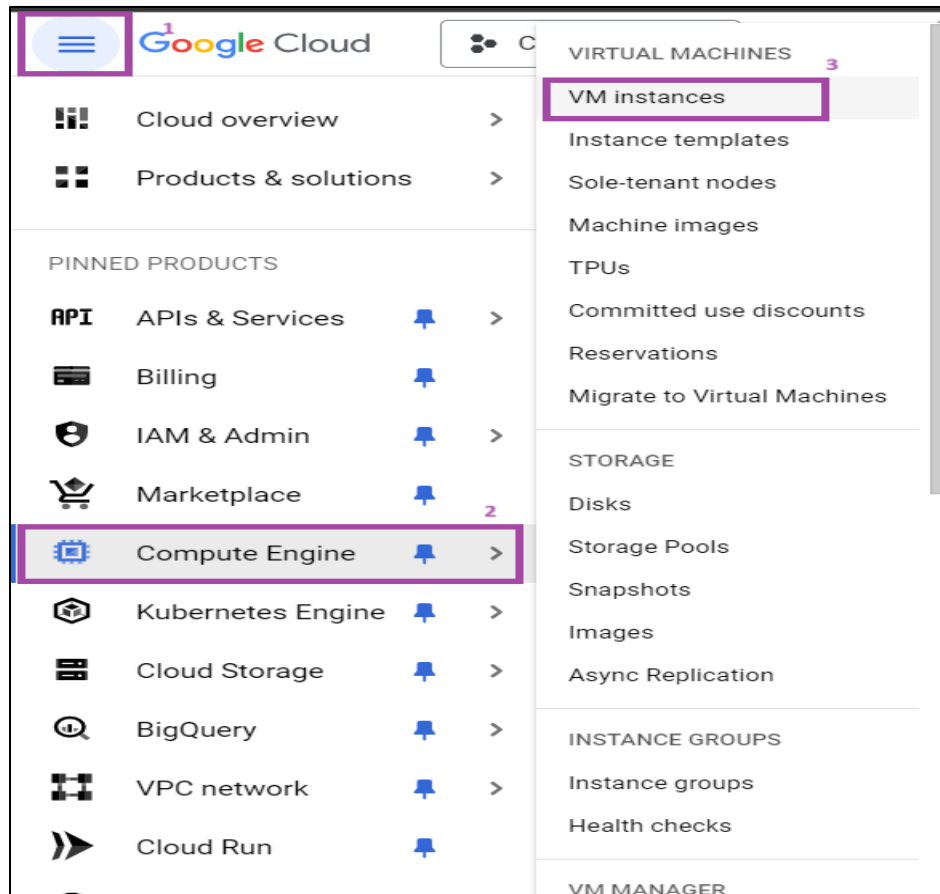 1
Google Cloud
C
Cloud overview
Products & solutions
PINNED PRODUCTS
API APIs & Services
Billing
IAM & Admin
Marketplace
2
Compute Engine
Kubernetes Engine
Cloud Storage
BigQuery
VPC network
Cloud Run
VIRTUAL MACHINES
3
VM instances
Instance templates
Sole-tenant nodes
Machine images
TPUs
Committed use discounts
Reservations
Migrate to Virtual Machines
STORAGE
Disks
Storage Pools
Snapshots
Images
Async Replication
INSTANCE GROUPS
Instance groups
Health checks
VM MANAGER